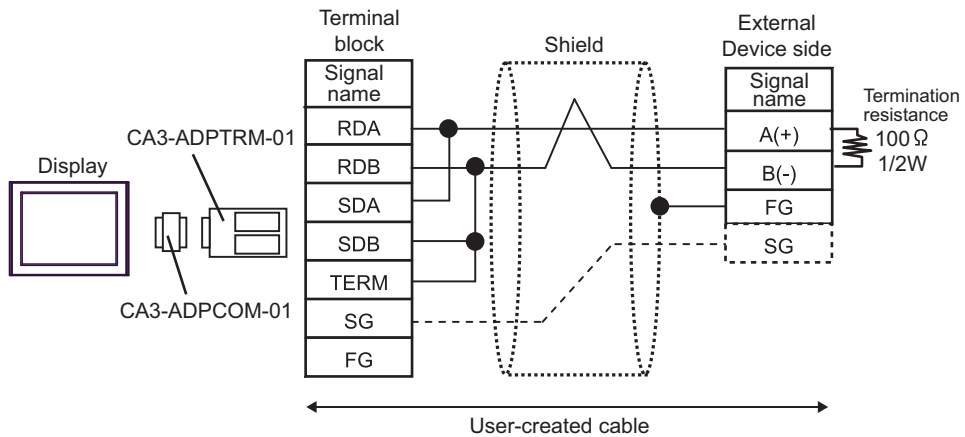 Terminal
block
Shield
External
Device side
Signal
name
RDA
RDB
SDA
SDB
TERM
SG
FG
Signal
name
A(+)
B(-)
FG
SG
Termination
resistance
100 Ω
1/2W
Display
CA3-ADPTRM-01
CA3-ADPCOM-01
User-created cable